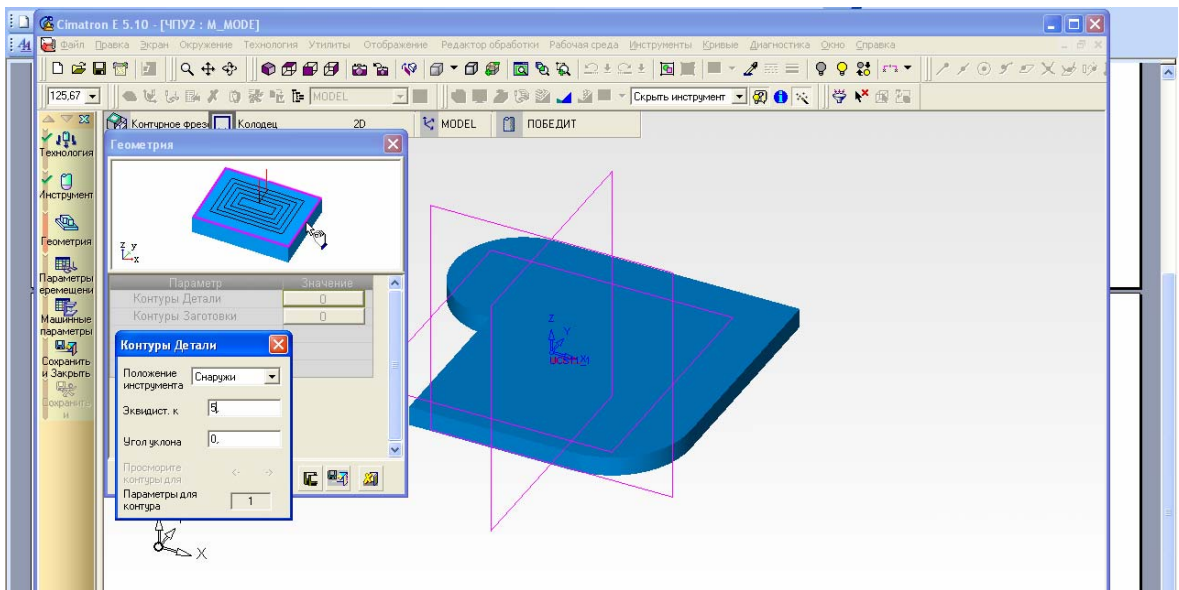 Cimatron E 5.10 - [ЧПУ2 : M_MODE]
Файл Правка Экран Окружение Технология Утилиты Отображение Редактор обработки Рабочая среда Инструменты Кривые Диагностика Окно Справка
125,67 MODEL Скрыть инструмент
Контурное фрез Колодец 2D MODEL ПОБЕДИТ
Технология
Инструмент
Геометрия
Параметры
еремещени
Машинные
параметры
Сохранить
и Закрыть
Сохранить
и
Геометрия
Z y
x
Параметр Значение
Контуры Детали 0
Контуры Заготовки 0
Контуры Детали
Положение
инструмента Снаружи
Эквидист. к 5
Угол уклона 0,
Просморите
контуры для <- ->
Параметры для
контура 1
Z
Y
X